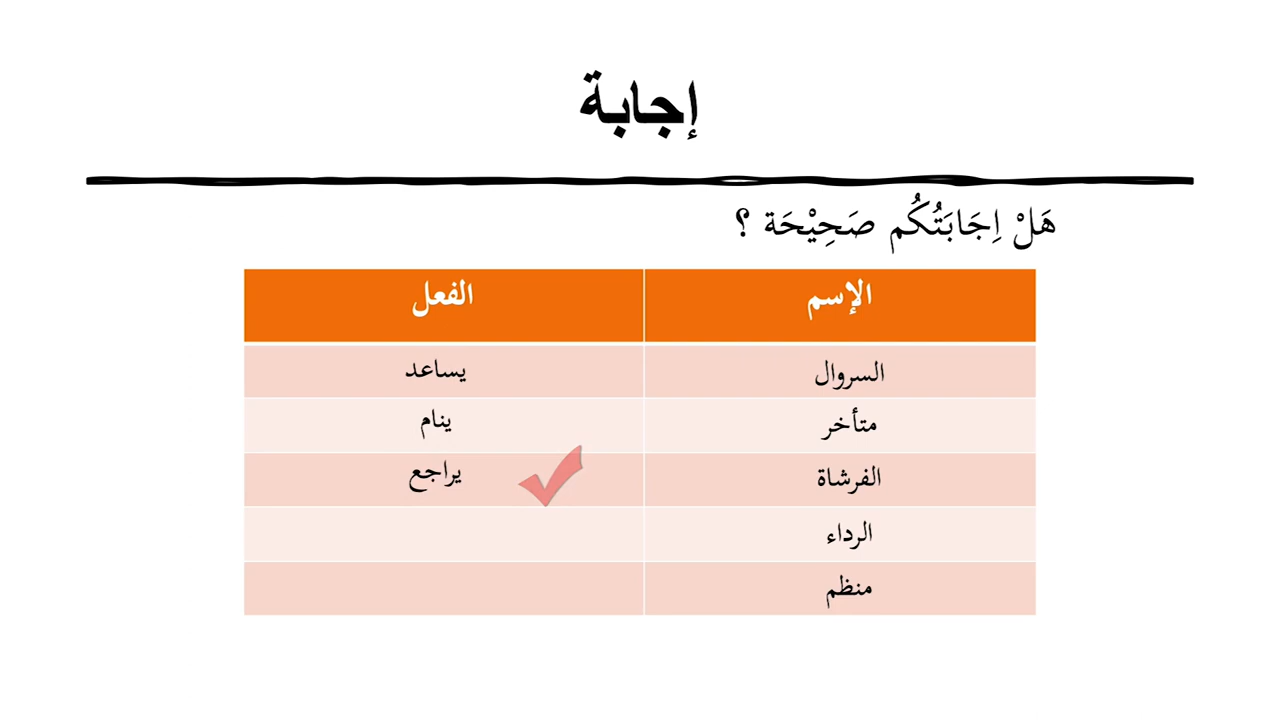 إجابة
هَلْ اِجَابَتُكُم صَحِيْحَة ؟
الإسم الفعل
السروال يساعد
متأخر ينام
الفرشاة يراجع
الرداء
منظم